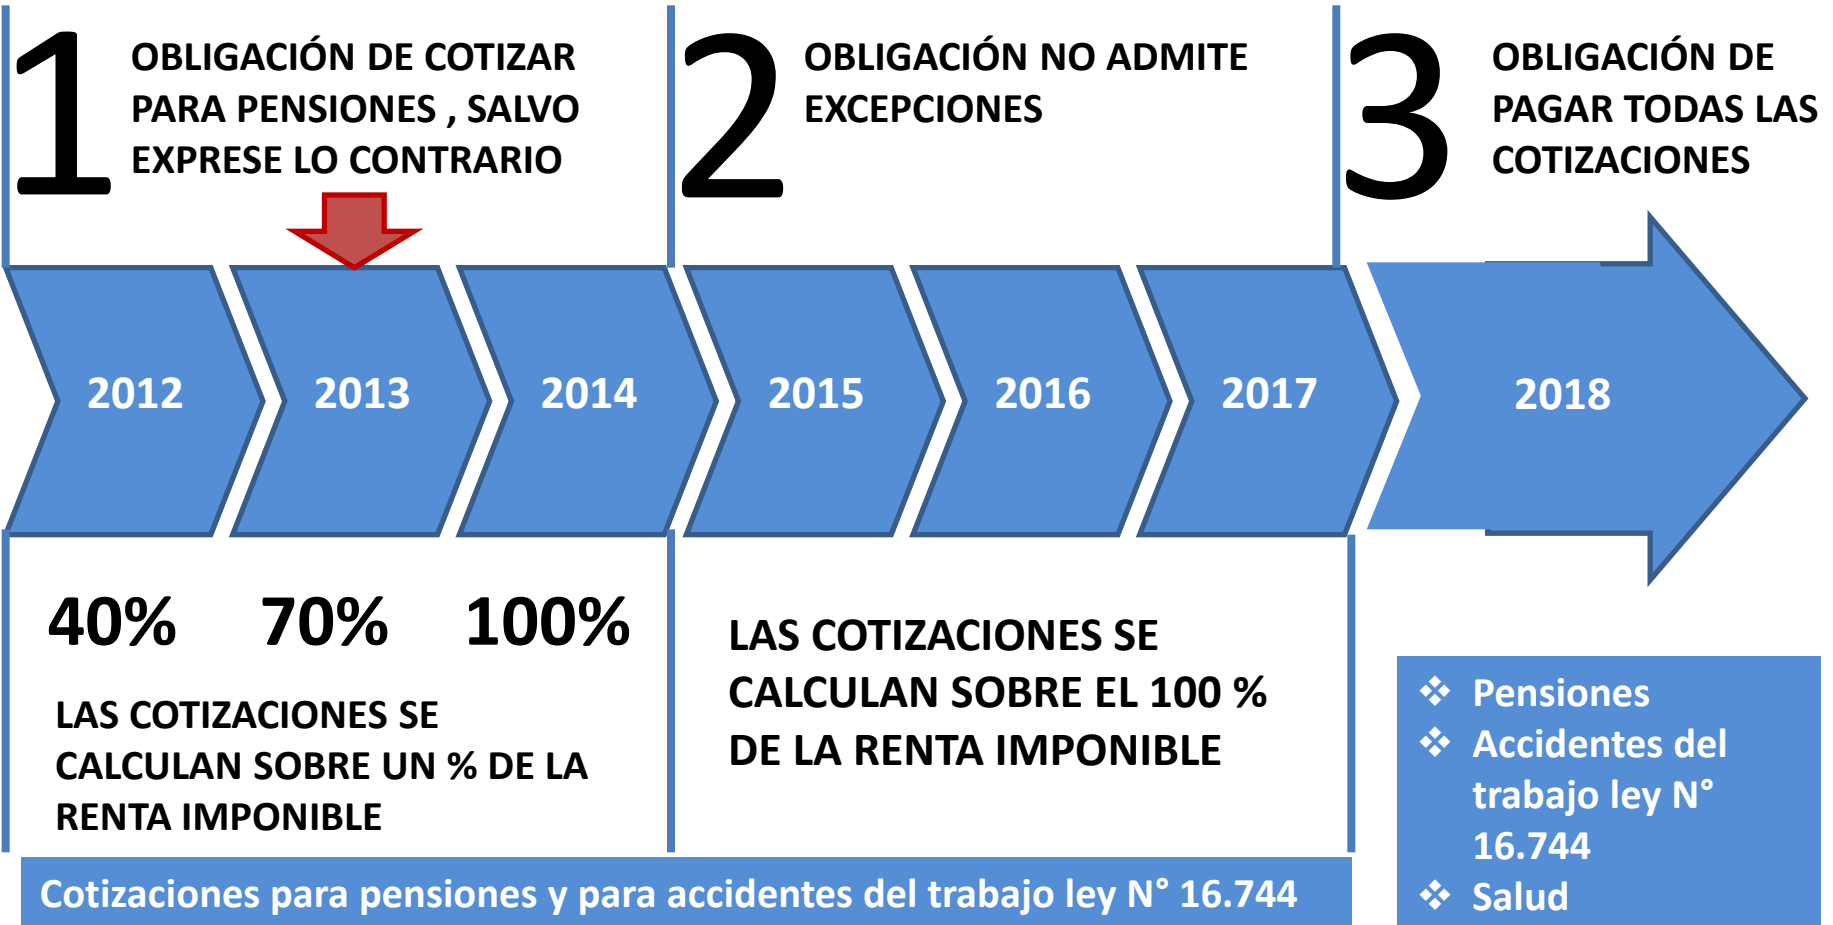 1
OBLIGACIÓN DE COTIZAR
PARA PENSIONES , SALVO
EXPRESE LO CONTRARIO
2
OBLIGACIÓN NO ADMITE
EXCEPCIONES
3
OBLIGACIÓN DE
PAGAR TODAS LAS
COTIZACIONES
2012
2013
2014
2015
2016
2017
2018
40%
70%
100%
LAS COTIZACIONES SE
CALCULAN SOBRE UN % DE LA
RENTA IMPONIBLE
LAS COTIZACIONES SE
CALCULAN SOBRE EL 100 %
DE LA RENTA IMPONIBLE
Cotizaciones para pensiones y para accidentes del trabajo ley N° 16.744
❖ Pensiones
❖ Accidentes del
trabajo ley N°
16.744
❖ Salud